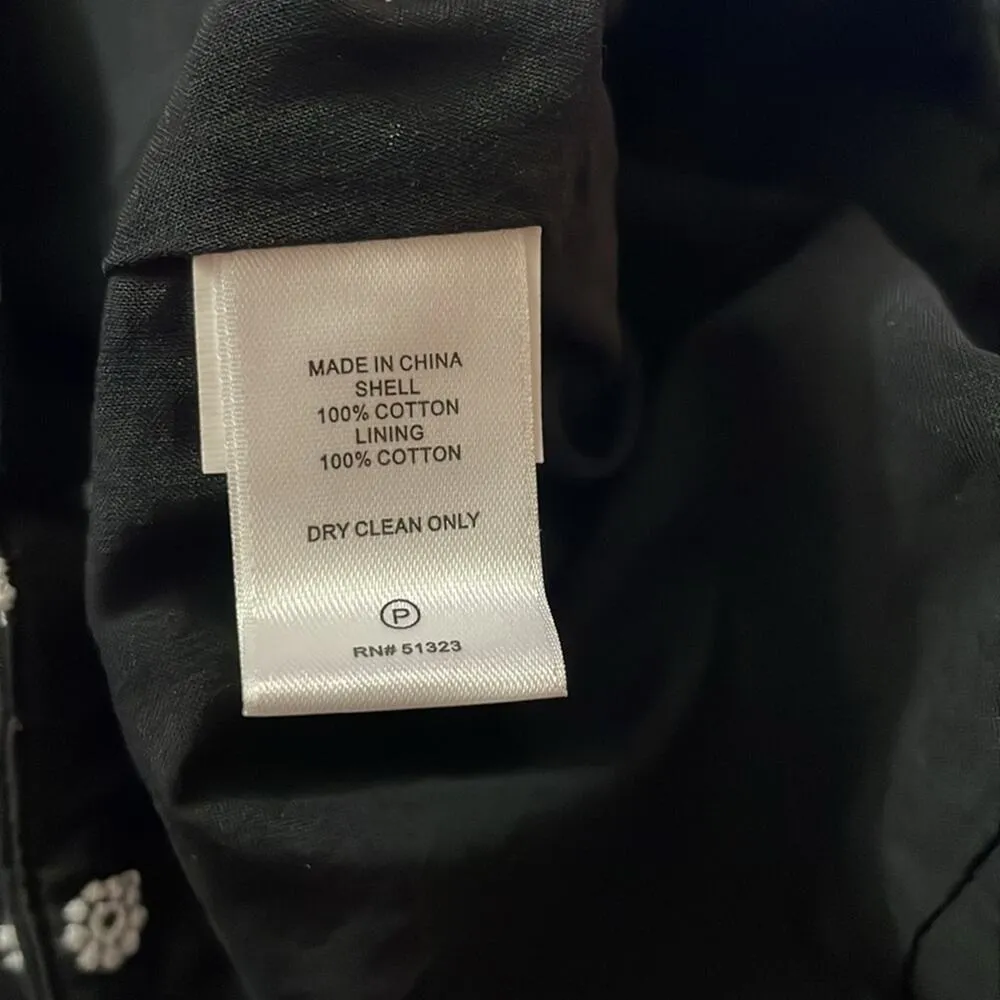 MADE IN CHINA
SHELL
100% COTTON
LINING
100% COTTON
DRY CLEAN ONLY
P
RN# 51323